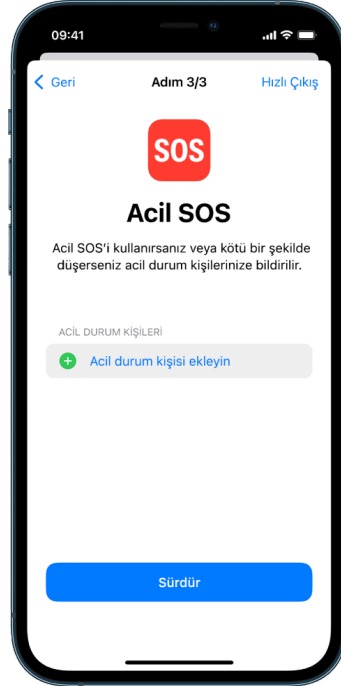 09:41
Geri Adım 3/3 Hızlı Çıkış
SOS
Acil SOS
Acil SOS'i kullanırsanız veya kötü bir şekilde
düşerseniz acil durum kişilerinize bildirilir.
ACİL DURUM KİŞİLERİ
Acil durum kişisi ekleyin
Sürdür